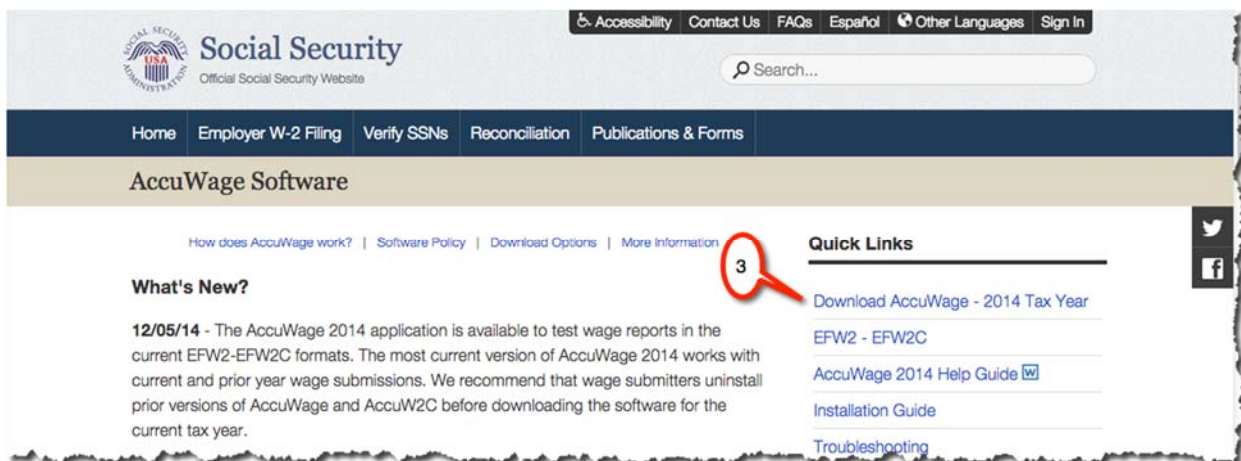 Accessibility Contact Us FAQs Español Other Languages Sign In
SOCIAL SECURITY ADMINISTRATION
USA
Social Security
Official Social Security Website
Search...
Home Employer W-2 Filing Verify SSNs Reconciliation Publications & Forms
AccuWage Software
How does AccuWage work? | Software Policy | Download Options | More Information
3
Quick Links
What's New?
Download AccuWage - 2014 Tax Year
12/05/14 - The AccuWage 2014 application is available to test wage reports in the
current EFW2-EFW2C formats. The most current version of AccuWage 2014 works with
current and prior year wage submissions. We recommend that wage submitters uninstall
prior versions of AccuWage and AccuW2C before downloading the software for the
current tax year.
EFW2 - EFW2C
AccuWage 2014 Help Guide W
Installation Guide
Troubleshooting